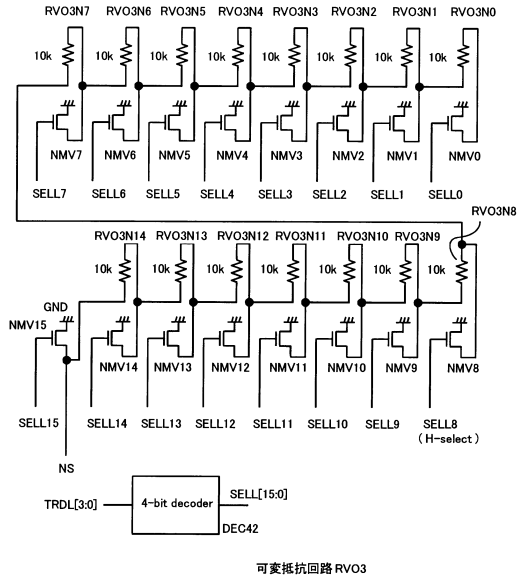 RVO3N7 RVO3N6 RVO3N5 RVO3N4 RVO3N3 RVO3N2 RVO3N1 RVO3N0
10k 10k 10k 10k 10k 10k 10k 10k
NMV7 NMV6 NMV5 NMV4 NMV3 NMV2 NMV1 NMV0
SELL7 SELL6 SELL5 SELL4 SELL3 SELL2 SELL1 SELL0
RVO3N8
RVO3N14 RVO3N13 RVO3N12 RVO3N11 RVO3N10 RVO3N9
10k 10k 10k 10k 10k 10k 10k
GND
NMV15
NMV14 NMV13 NMV12 NMV11 NMV10 NMV9 NMV8
SELL15 SELL14 SELL13 SELL12 SELL11 SELL10 SELL9 SELL8
(H-select)
NS
TRDL[3:0] 4-bit decoder SELL[15:0]
DEC42
可変抵抗回路RVO3